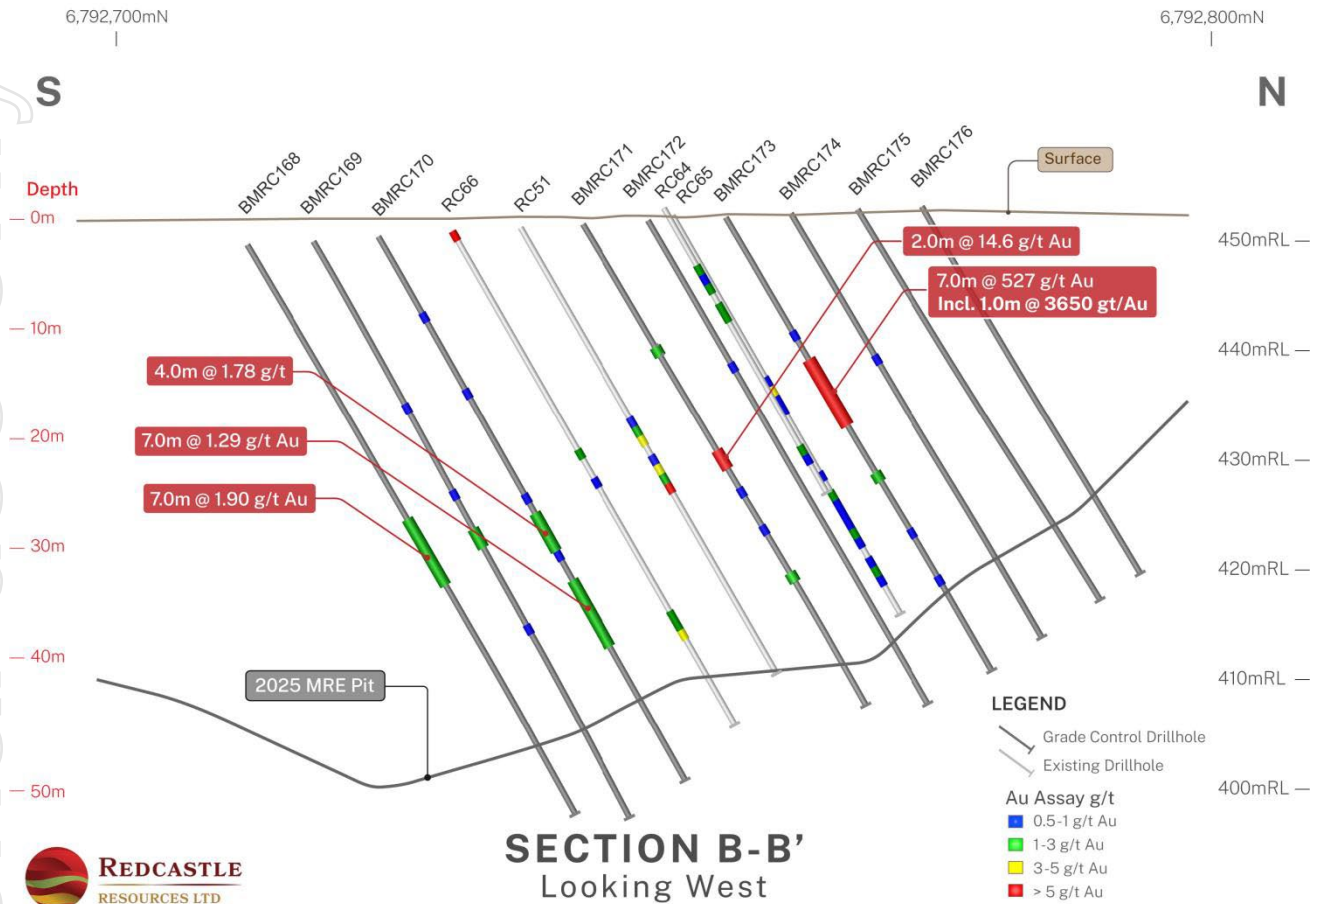 6,792,700mN
6,792,800mN
S
N
BMRC168
BMRC169
BMRC170
RC66
RC51
BMRC171
BMRC172
RC64
RC65
BMRC173
BMRC174
BMRC175
BMRC176
Surface
Depth
0m
10m
20m
30m
40m
50m
450mRL
440mRL
430mRL
420mRL
410mRL
400mRL
2.0m @ 14.6 g/t Au
7.0m @ 527 g/t Au
Incl. 1.0m @ 3650 gt/Au
4.0m @ 1.78 g/t
7.0m @ 1.29 g/t Au
7.0m @ 1.90 g/t Au
2025 MRE Pit
LEGEND
Grade Control Drillhole
Existing Drillhole
Au Assay g/t
0.5-1 g/t Au
1-3 g/t Au
3-5 g/t Au
> 5 g/t Au
SECTION B-B’
Looking West
REDCASTLE
RESOURCES LTD